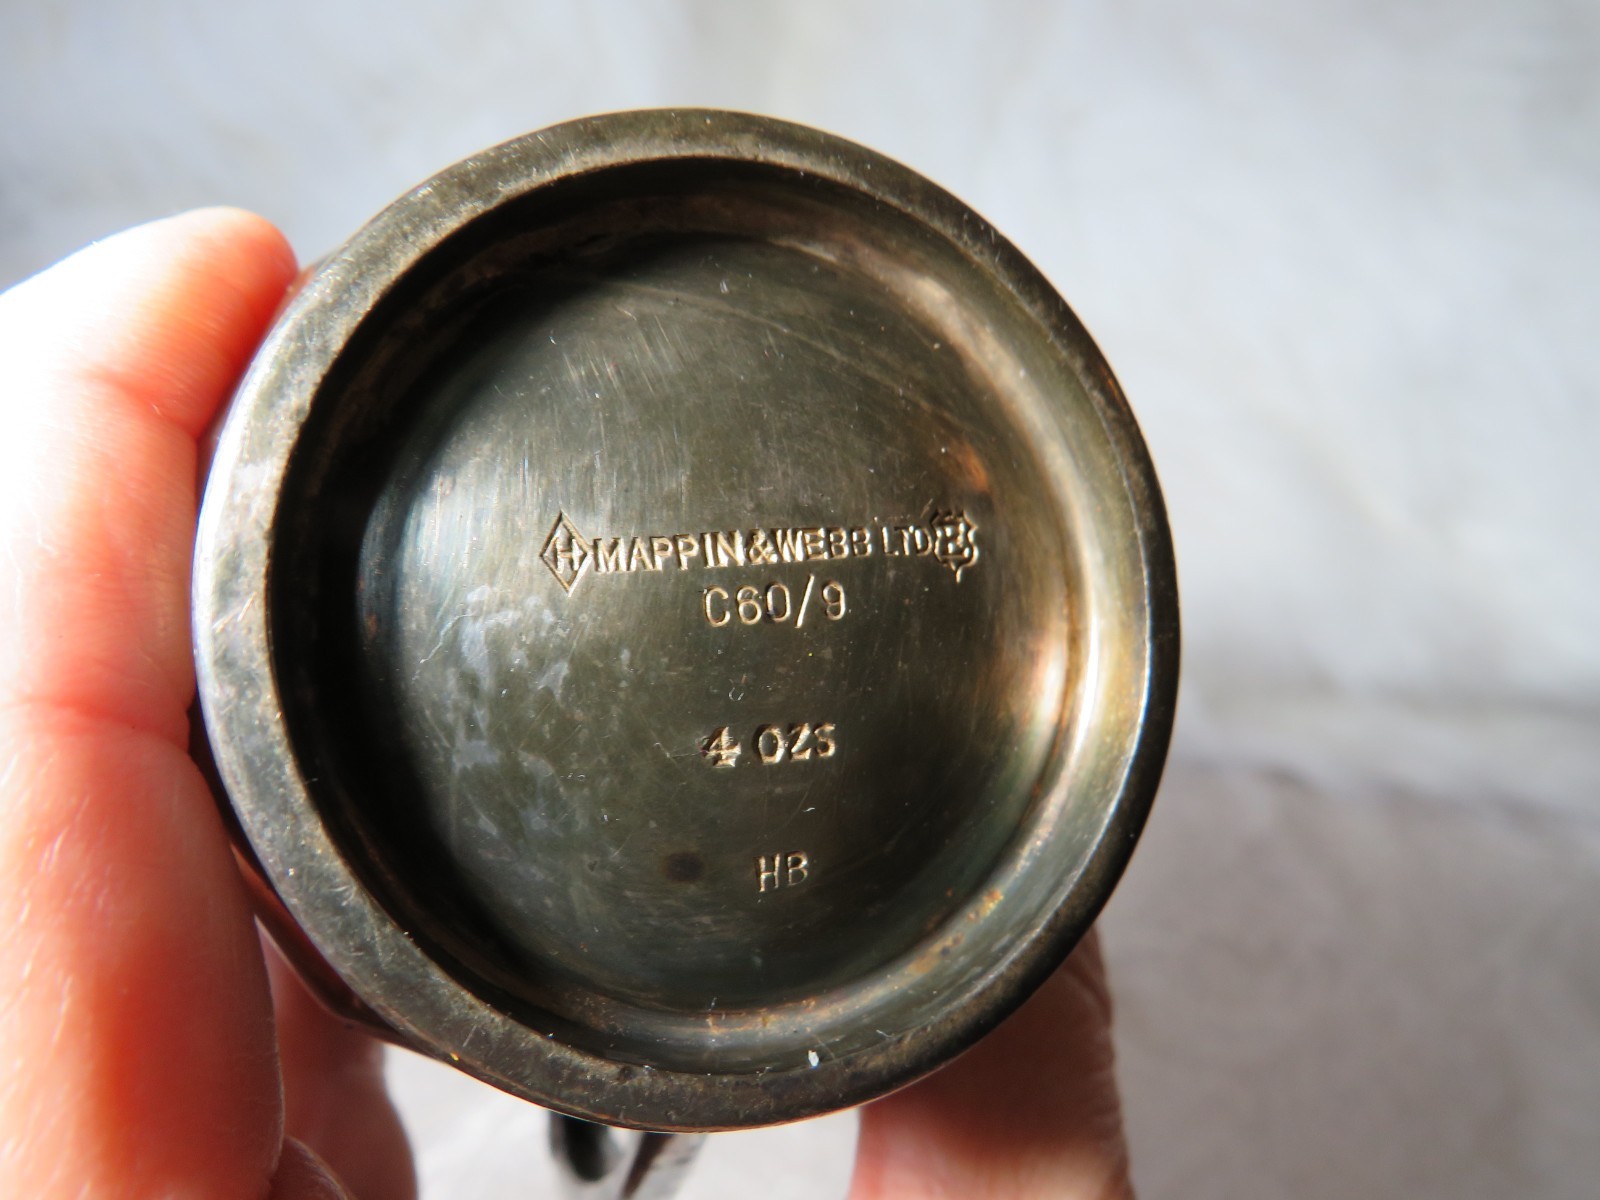 H MAPPIN & WEBB LTD
C60/9
4 OZS
HB